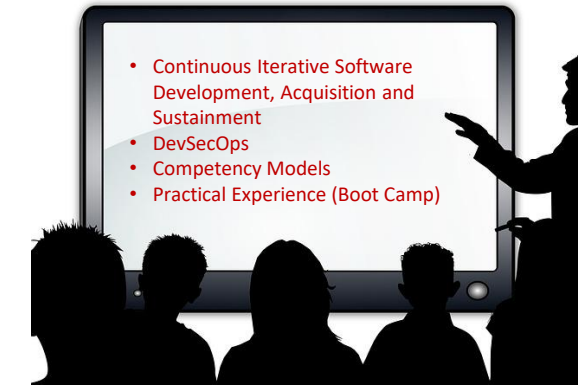 • Continuous Iterative Software
Development, Acquisition and
Sustainment
• DevSecOps
• Competency Models
• Practical Experience (Boot Camp)